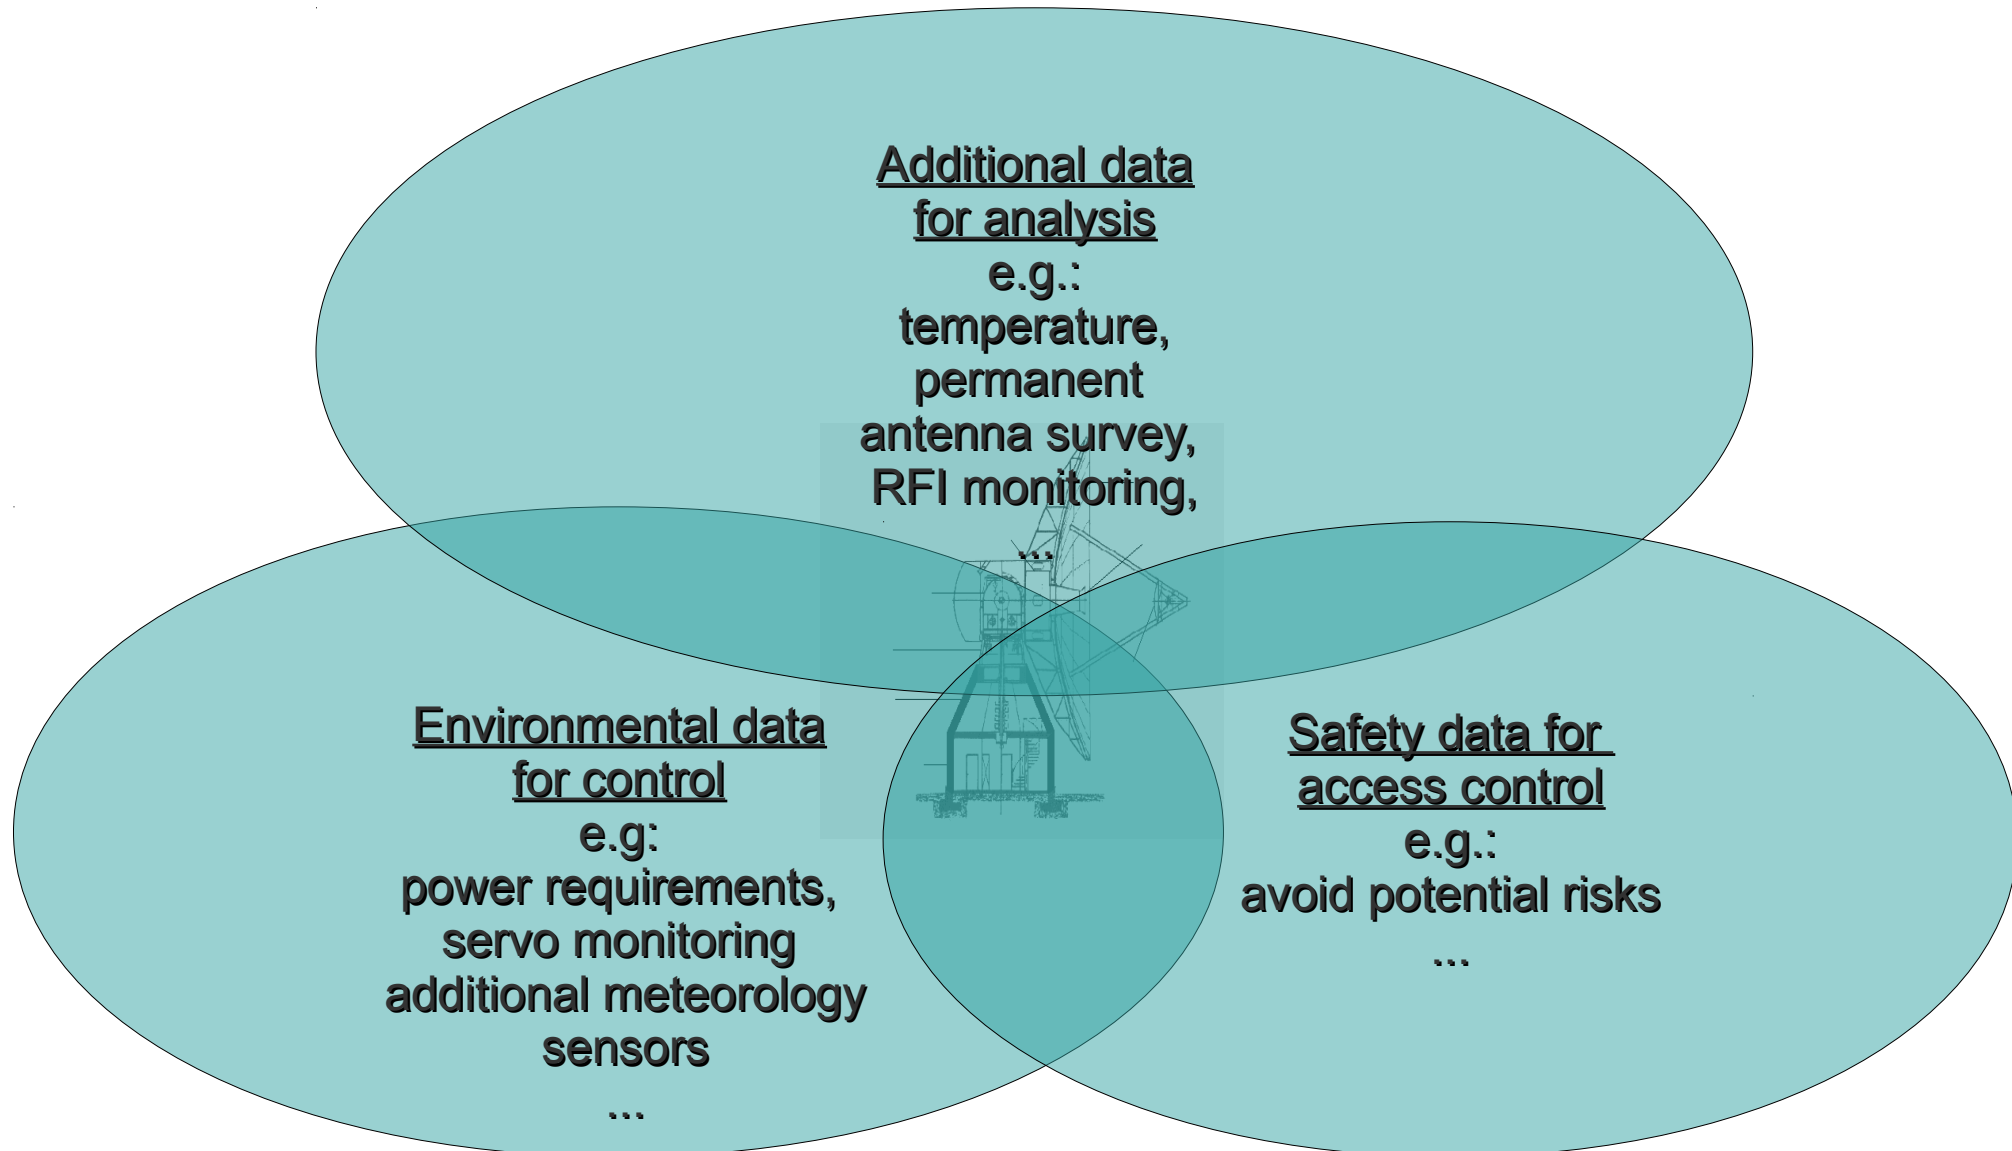 Additional data
for analysis
e.g.:
temperature,
permanent
antenna survey,
RFI monitoring,
...
Environmental data
for control
e.g:
power requirements,
servo monitoring
additional meteorology
sensors
...
Safety data for
access control
e.g.:
avoid potential risks
...